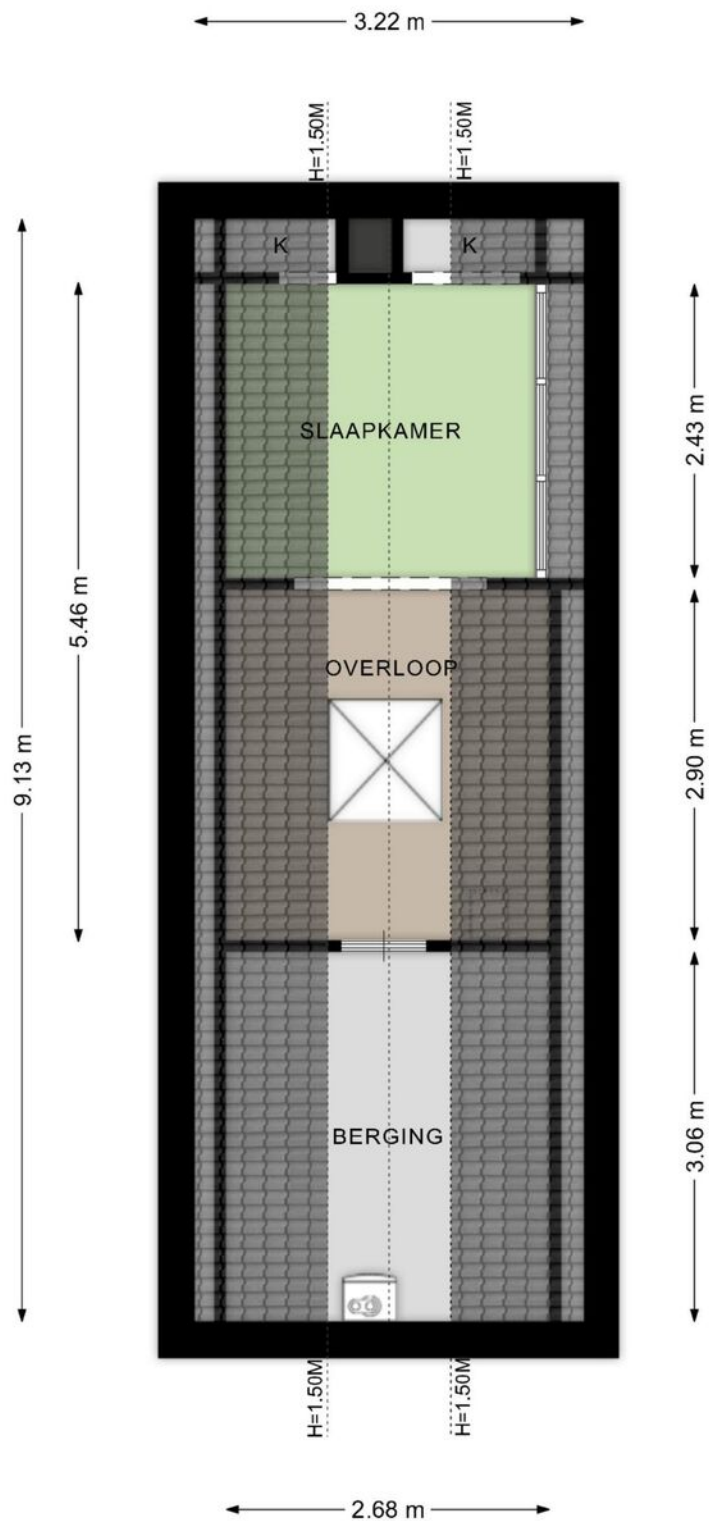 3.22 m
H=1.50M
H=1.50M
K
K
SLAAPKAMER
2.43 m
5.46 m
OVERLOOP
9.13 m
2.90 m
BERGING
3.06 m
H=1.50M
H=1.50M
2.68 m